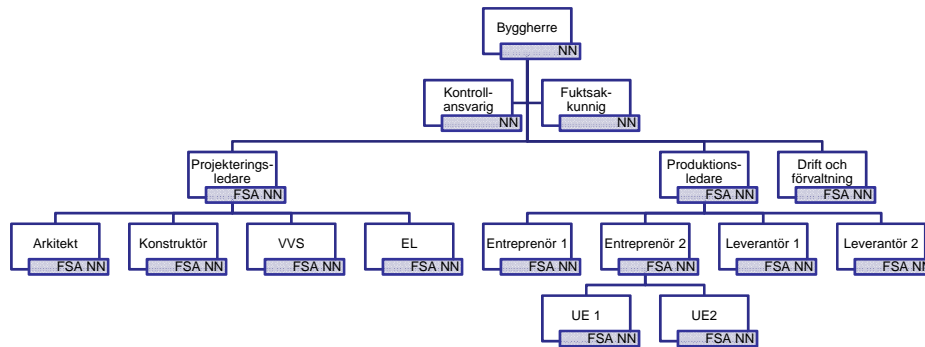 Byggherre
NN
Kontroll-
ansvarig
NN
Fuktsak-
kunnig
NN
Projekterings-
ledare
FSA NN
Produktions-
ledare
FSA NN
Drift och
förvaltning
FSA NN
Arkitekt
FSA NN
Konstruktör
FSA NN
VVS
FSA NN
EL
FSA NN
Entreprenör 1
FSA NN
Entreprenör 2
FSA NN
Leverantör 1
FSA NN
Leverantör 2
FSA NN
UE 1
FSA NN
UE2
FSA NN